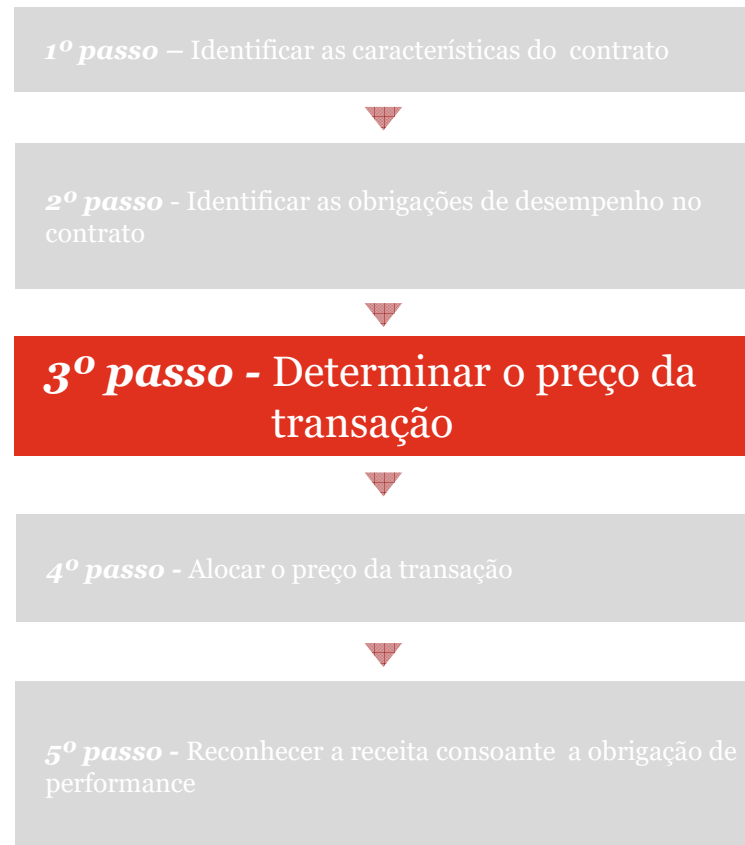 1º passo – Identificar as características do contrato
2º passo - Identificar as obrigações de desempenho no
contrato
3º passo - Determinar o preço da
transação
4º passo - Alocar o preço da transação
5º passo - Reconhecer a receita consoante a obrigação de
performance